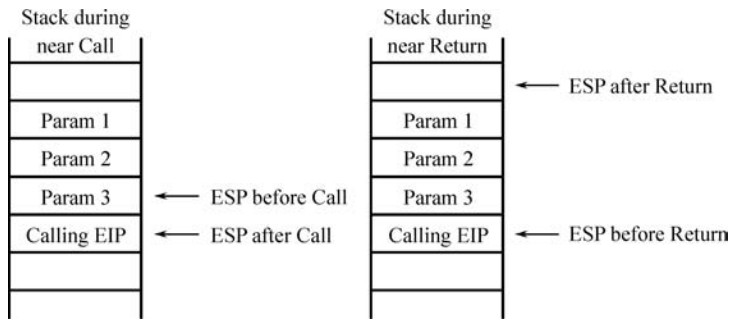 Stack during
near Call
Param 1
Param 2
Param 3
Calling EIP
ESP before Call
ESP after Call
Stack during
near Return
Param 1
Param 2
Param 3
Calling EIP
ESP after Return
ESP before Return